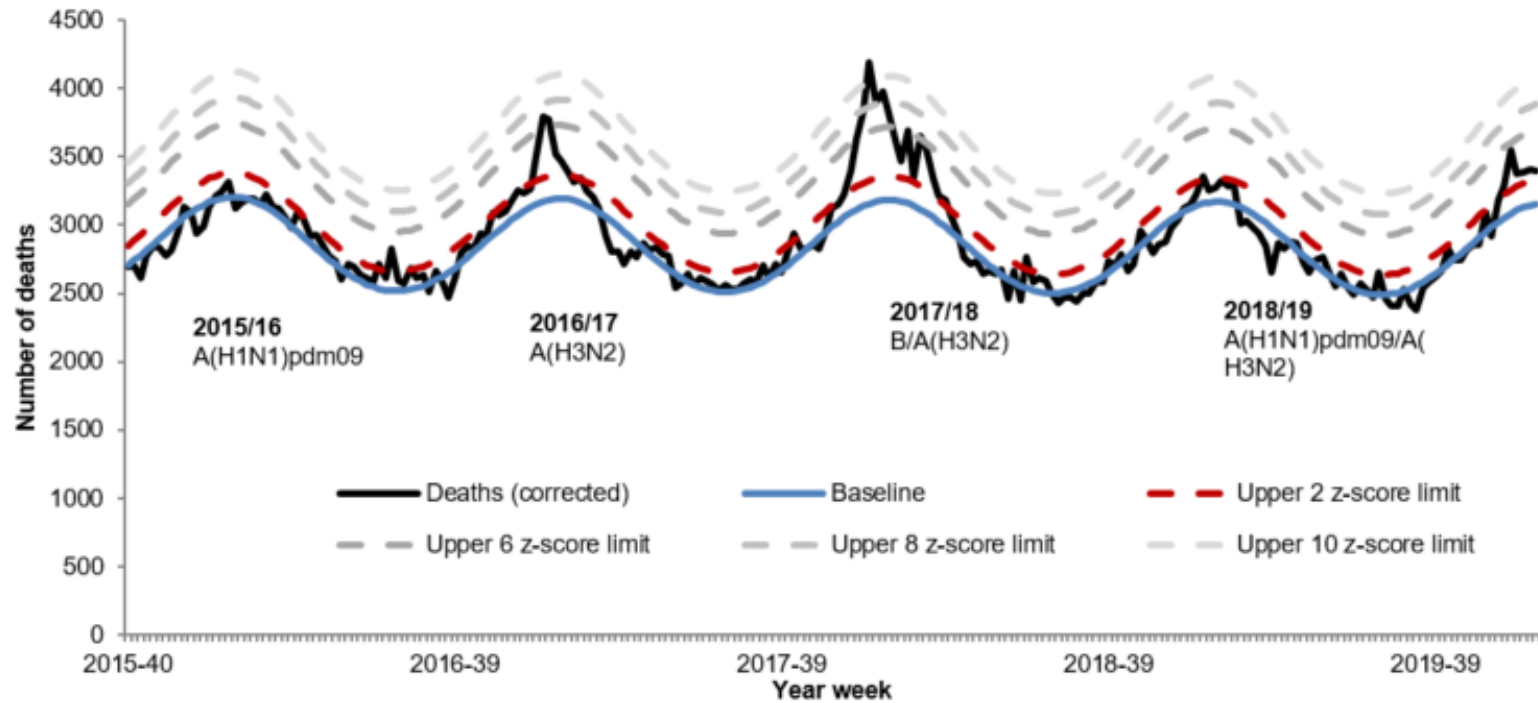 4500
4000
3500
3000
2500
2000
1500
1000
500
0
Number of deaths
2015/16
A(H1N1)pdm09
2016/17
A(H3N2)
2017/18
B/A(H3N2)
2018/19
A(H1N1)pdm09/A(
H3N2)
Deaths (corrected)
Baseline
Upper 2 z-score limit
Upper 6 z-score limit
Upper 8 z-score limit
Upper 10 z-score limit
2015-40
2016-39
2017-39
2018-39
2019-39
Year week